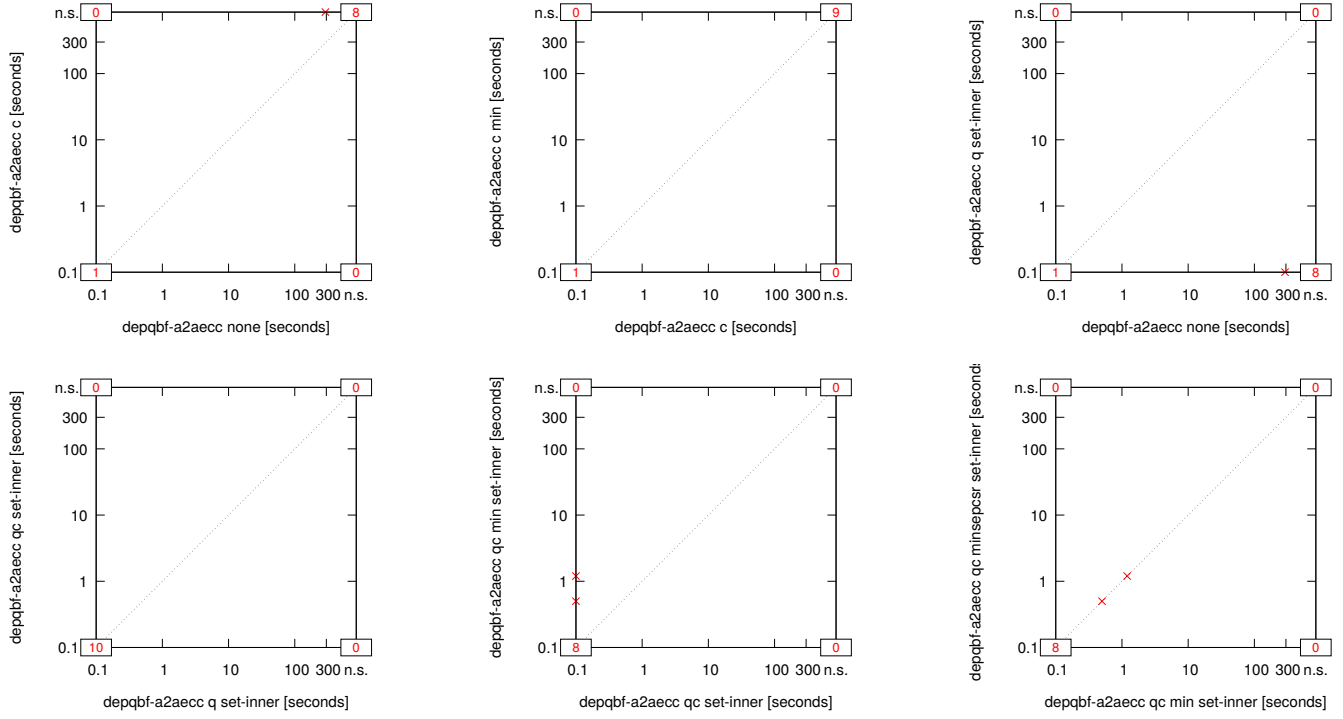 n.s. 0 8
300
100
10
1
0.1 1 0
0.1 1 10 100 300 n.s.
depqbf-a2aecc c [seconds]
depqbf-a2aecc none [seconds]
n.s. 0 9
300
100
10
1
0.1 1 0
0.1 1 10 100 300 n.s.
depqbf-a2aecc c min [seconds]
depqbf-a2aecc c [seconds]
n.s. 0 0
300
100
10
1
0.1 1 8
0.1 1 10 100 300 n.s.
depqbf-a2aecc q set-inner [seconds]
depqbf-a2aecc none [seconds]
n.s. 0 0
300
100
10
1
0.1 10 0
0.1 1 10 100 300 n.s.
depqbf-a2aecc qc set-inner [seconds]
depqbf-a2aecc q set-inner [seconds]
n.s. 0 0
300
100
10
1
0.1 8 0
0.1 1 10 100 300 n.s.
depqbf-a2aecc qc min set-inner [seconds]
depqbf-a2aecc qc set-inner [seconds]
n.s. 0 0
300
100
10
1
0.1 8 0
0.1 1 10 100 300 n.s.
depqbf-a2aecc qc minsepcsr set-inner [second
depqbf-a2aecc qc min set-inner [seconds]